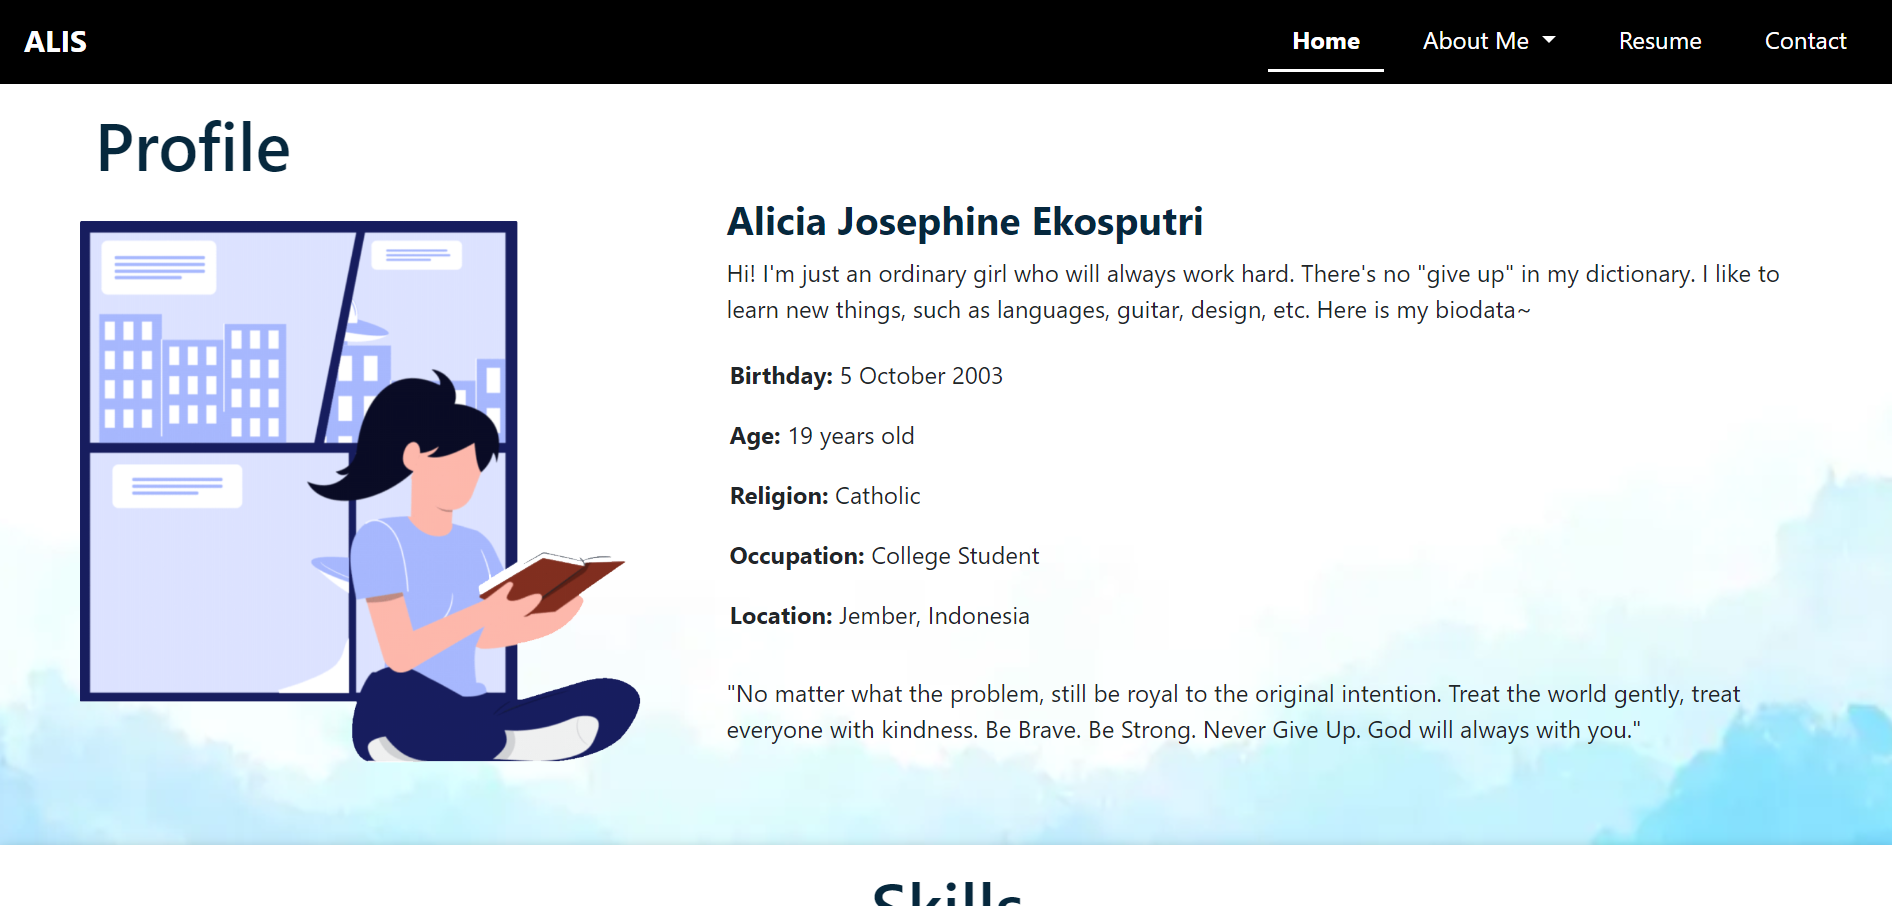 ALIS
Home
About Me
Resume
Contact
Profile
Alicia Josephine Ekosputri
Hi! I'm just an ordinary girl who will always work hard. There's no "give up" in my dictionary. I like to
learn new things, such as languages, guitar, design, etc. Here is my biodata~
Birthday: 5 October 2003
Age: 19 years old
Religion: Catholic
Occupation: College Student
Location: Jember, Indonesia
"No matter what the problem, still be royal to the original intention. Treat the world gently, treat
everyone with kindness. Be Brave. Be Strong. Never Give Up. God will always with you."
Skills